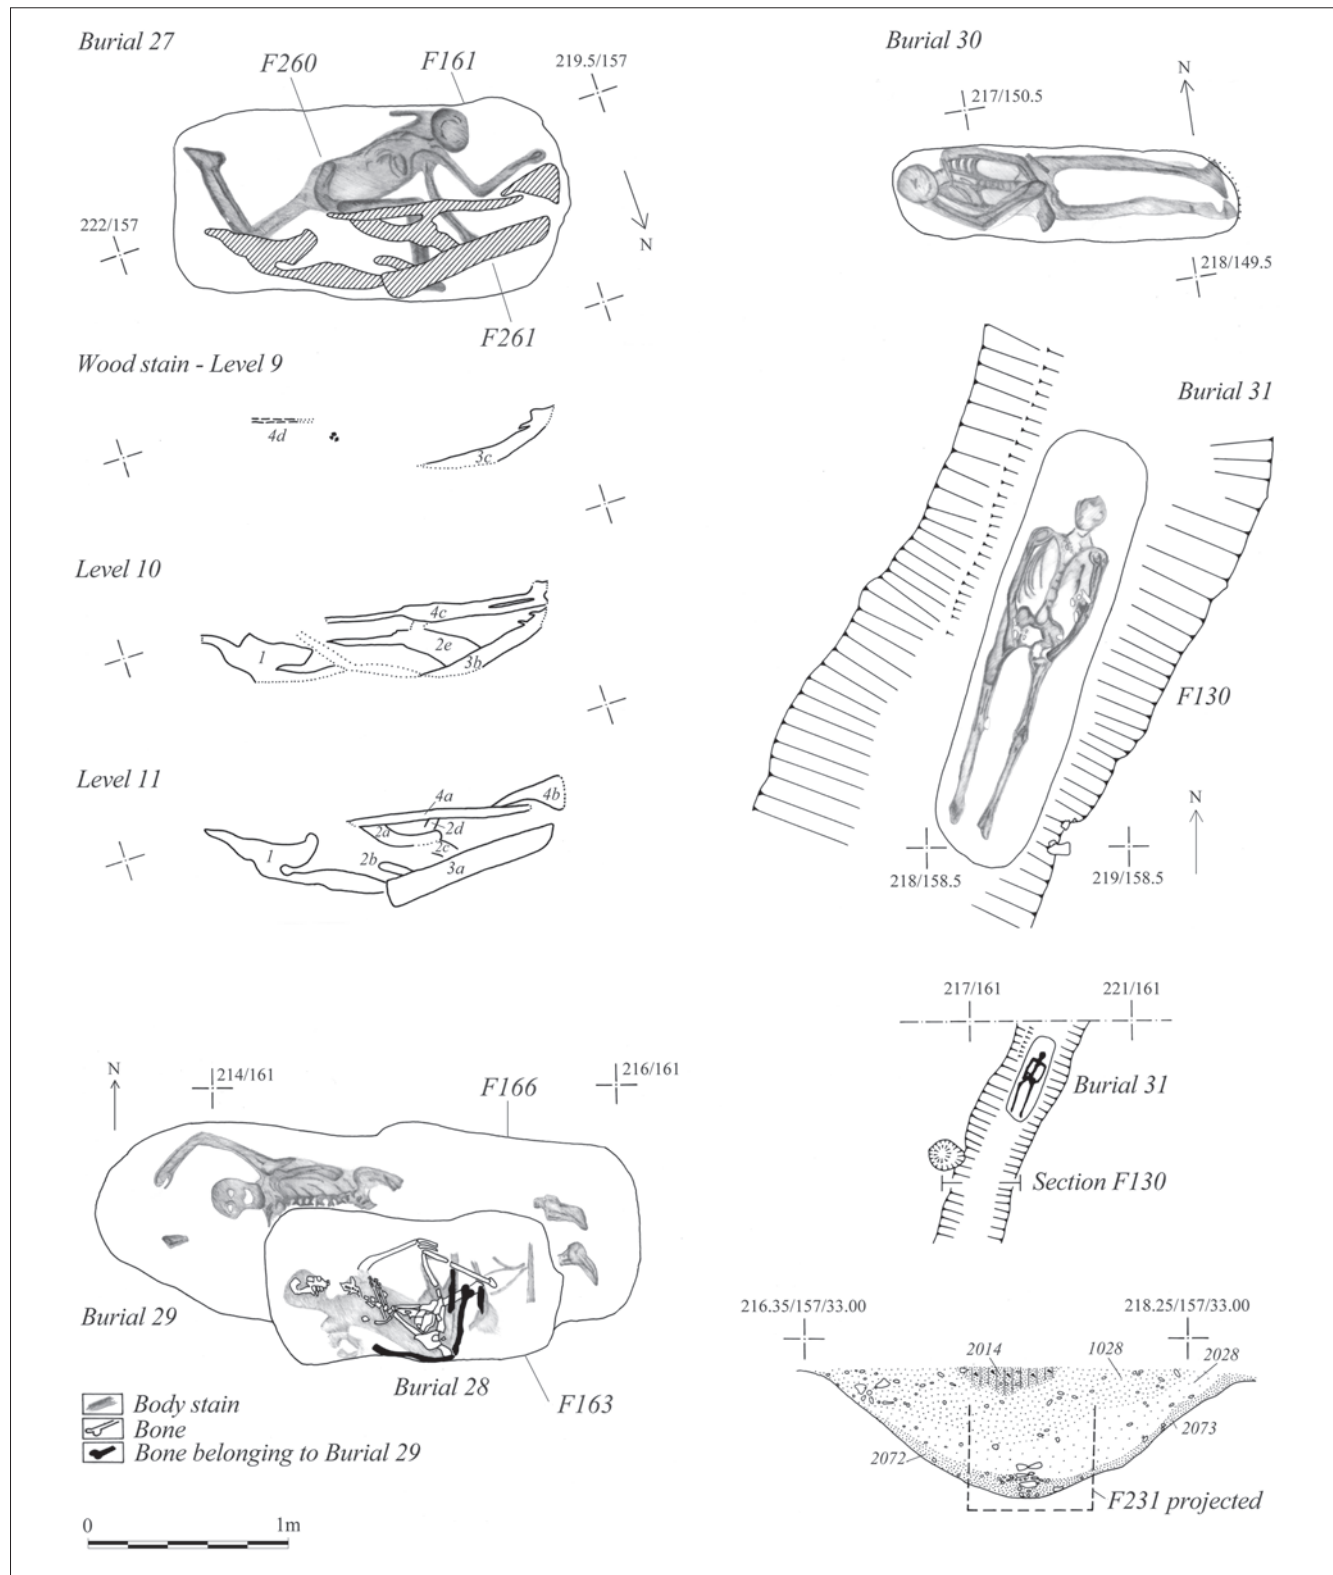 Burial 27
F260
F161
219.5/157
222/157
N
F261
Wood stain - Level 9
4d
3c
Level 10
4c
2e
1
3b
Level 11
4a
4b
2a
2d
1
2c
2b
3a
Burial 30
N
217/150.5
218/149.5
Burial 31
F130
N
218/158.5
219/158.5
217/161
221/161
Burial 31
Section F130
N
214/161
216/161
F166
Burial 29
Burial 28
F163
Body stain
Bone
Bone belonging to Burial 29
0
1m
216.35/157/33.00
218.25/157/33.00
2014
1028
2028
2073
2072
F231 projected